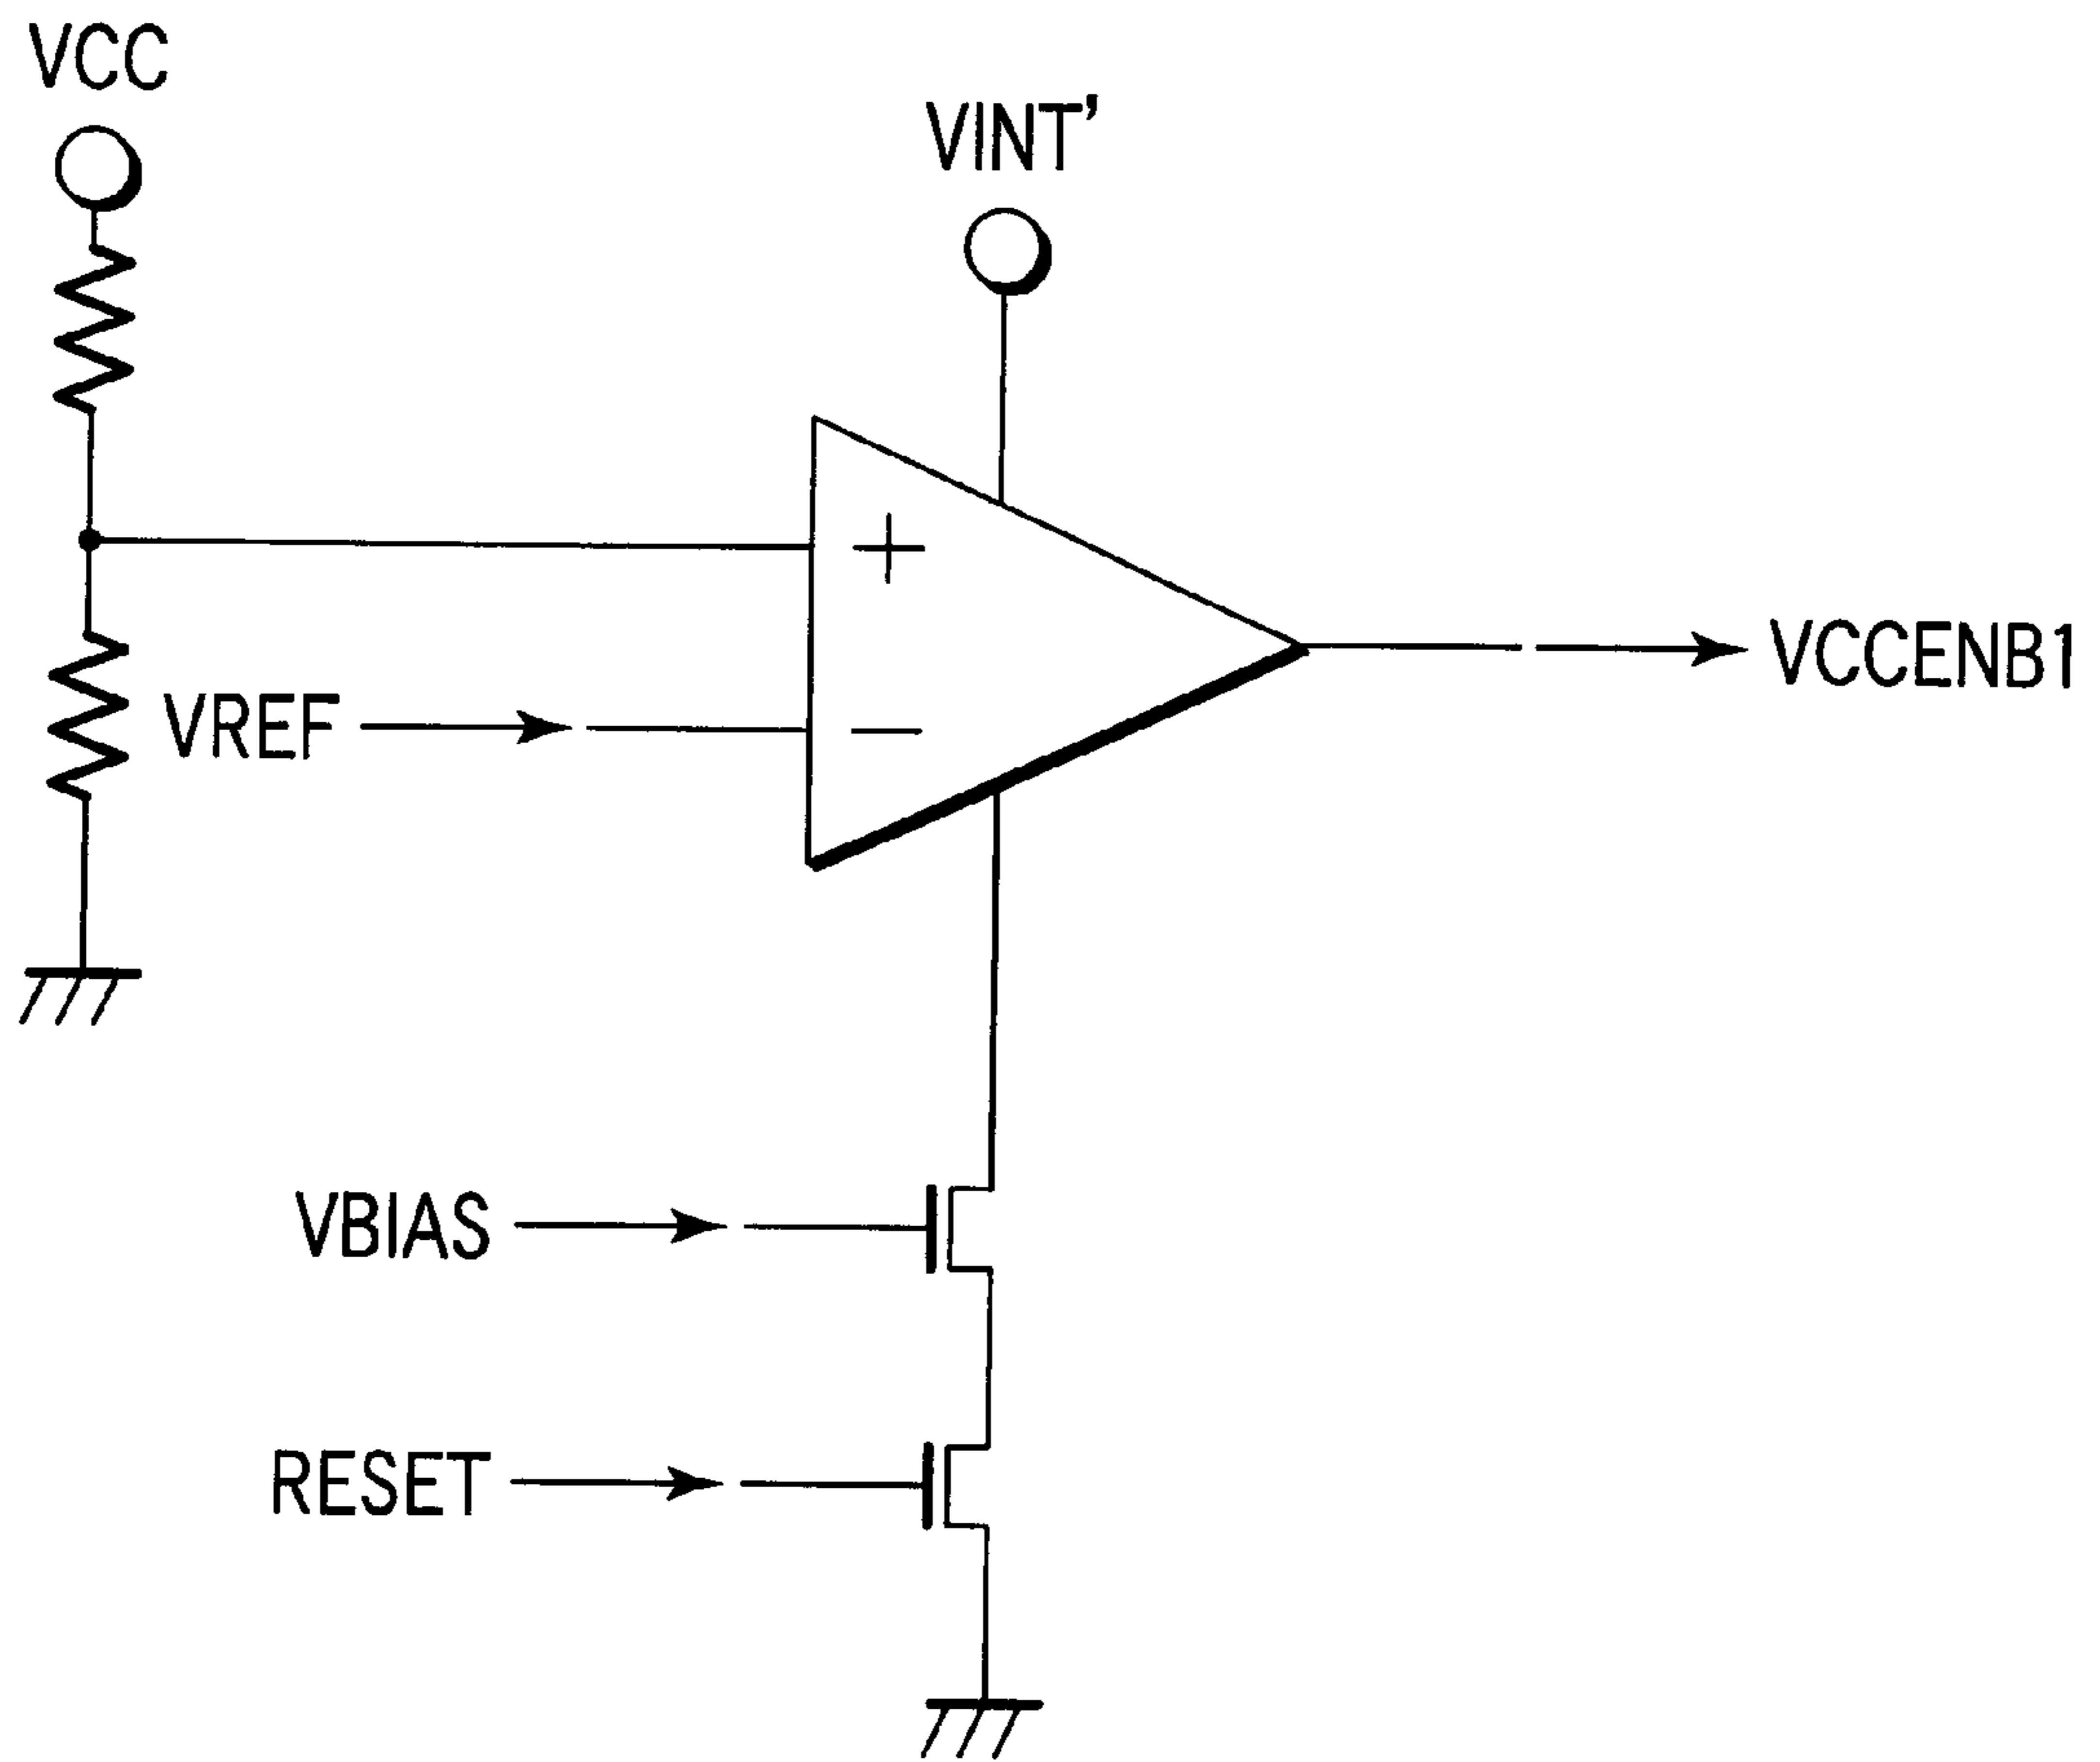 VCC
VINT'
+
VCCENB1
VREF
−
VBIAS
RESET